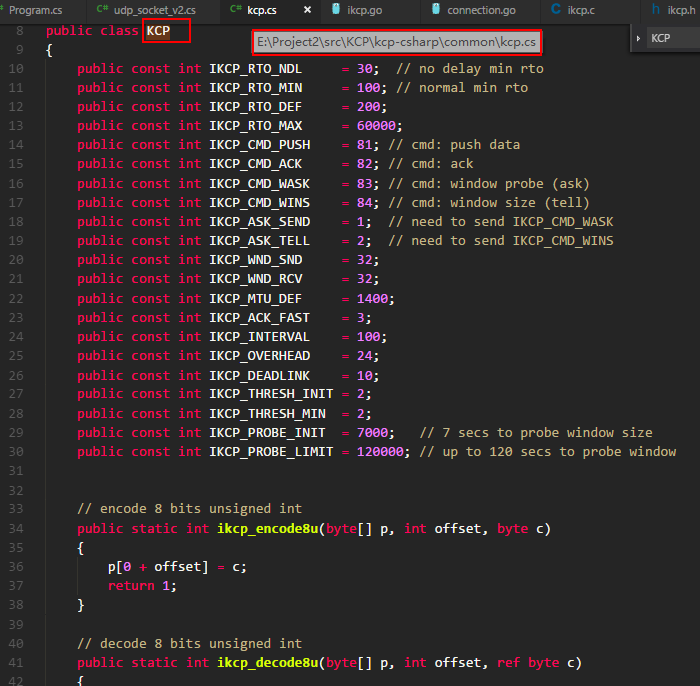 Program.cs C# udp_socket_v2.cs C# kcp.cs × ikcp.go connection.go C ikcp.c h ikcp.h
8 public class KCP
E:\Project2\src\KCP\kcp-csharp\common\kcp.cs
KCP
9 {
10 public const int IKCP_RTO_NDL = 30; // no delay min rto
11 public const int IKCP_RTO_MIN = 100; // normal min rto
12 public const int IKCP_RTO_DEF = 200;
13 public const int IKCP_RTO_MAX = 60000;
14 public const int IKCP_CMD_PUSH = 81; // cmd: push data
15 public const int IKCP_CMD_ACK = 82; // cmd: ack
16 public const int IKCP_CMD_WASK = 83; // cmd: window probe (ask)
17 public const int IKCP_CMD_WINS = 84; // cmd: window size (tell)
18 public const int IKCP_ASK_SEND = 1; // need to send IKCP_CMD_WASK
19 public const int IKCP_ASK_TELL = 2; // need to send IKCP_CMD_WINS
20 public const int IKCP_WND_SND = 32;
21 public const int IKCP_WND_RCV = 32;
22 public const int IKCP_MTU_DEF = 1400;
23 public const int IKCP_ACK_FAST = 3;
24 public const int IKCP_INTERVAL = 100;
25 public const int IKCP_OVERHEAD = 24;
26 public const int IKCP_DEADLINK = 10;
27 public const int IKCP_THRESH_INIT = 2;
28 public const int IKCP_THRESH_MIN = 2;
29 public const int IKCP_PROBE_INIT = 7000; // 7 secs to probe window size
30 public const int IKCP_PROBE_LIMIT = 120000; // up to 120 secs to probe window
31
32
33 // encode 8 bits unsigned int
34 public static int ikcp_encode8u(byte[] p, int offset, byte c)
35 {
36 p[0 + offset] = c;
37 return 1;
38 }
39
40 // decode 8 bits unsigned int
41 public static int ikcp_decode8u(byte[] p, int offset, ref byte c)
42 {